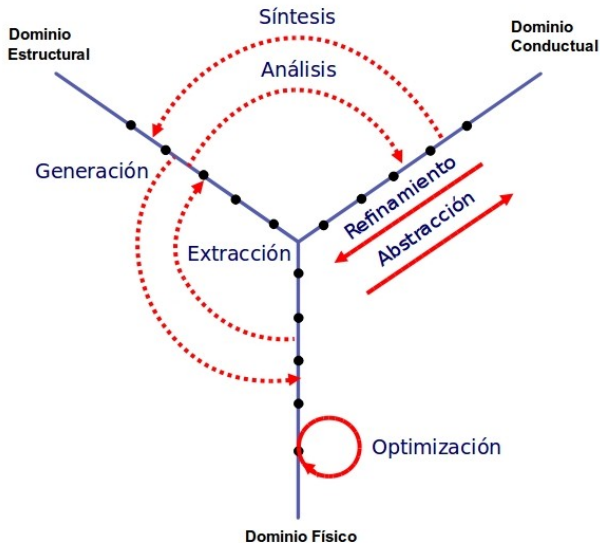 Síntesis
Dominio
Estructural
Dominio
Conductual
Análisis
Generación
Refinamiento
Abstracción
Extracción
Optimización
Dominio Físico